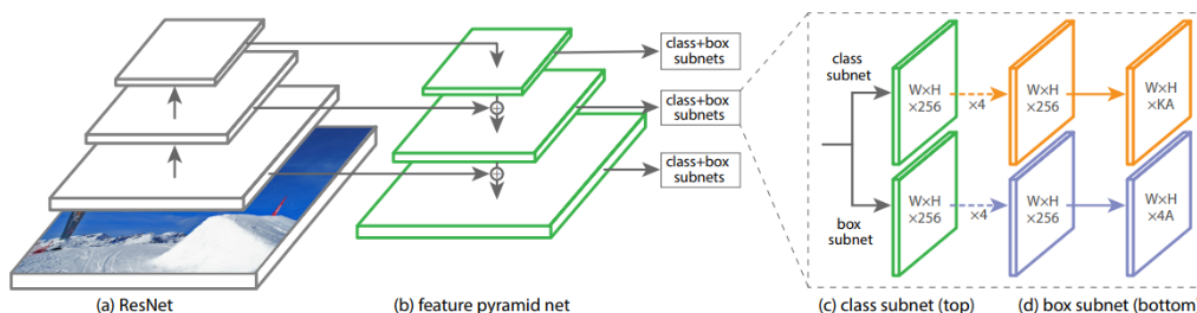 class+box
subnets
class+box
subnets
class+box
subnets
class
subnet
box
subnet
W×H
×256
×4
W×H
×256
W×H
×KA
W×H
×256
×4
W×H
×256
W×H
×4A
(a) ResNet
(b) feature pyramid net
(c) class subnet (top)
(d) box subnet (bottom)